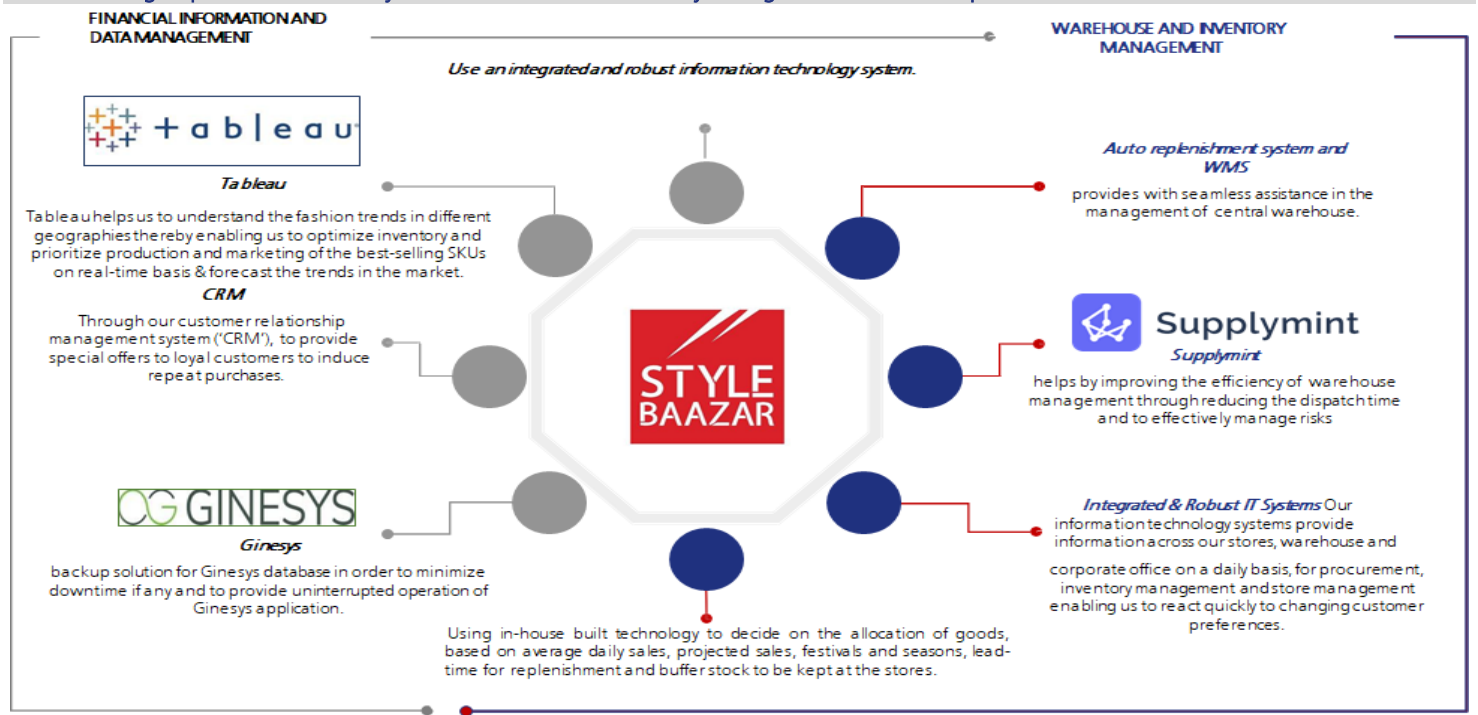 FINANCIAL INFORMATION AND
DATA MANAGEMENT
WAREHOUSE AND INVENTORY
MANAGEMENT
Use an integrated and robust information technology system.
+ a b | e a u
Tableau
Tableau helps us to understand the fashion trends in different
geographies thereby enabling us to optimize inventory and
prioritize production and marketing of the best-selling SKUs
on real-time basis & forecast the trends in the market.
CRM
Through our customer relationship
management system ('CRM'), to provide
special offers to loyal customers to induce
repeat purchases.
GINESYS
Ginesys
backup solution for Ginesys database in order to minimize
downtime if any and to provide uninterrupted operation of
Ginesys application.
STYLE
BAAZAR
Using in-house built technology to decide on the allocation of goods,
based on average daily sales, projected sales, festivals and seasons, lead-
time for replenishment and buffer stock to be kept at the stores.
Auto replenishment system and
WMS
provides with seamless assistance in the
management of central warehouse.
Supplymint
Supplymint
helps by improving the efficiency of warehouse
management through reducing the dispatch time
and to effectively manage risks
Integrated & Robust IT Systems Our
information technology systems provide
information across our stores, warehouse and
corporate office on a daily basis, for procurement,
inventory management and store management
enabling us to react quickly to changing customer
preferences.